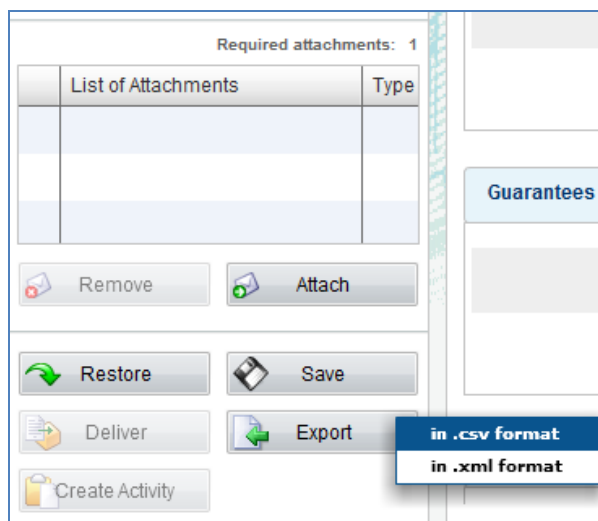 Required attachments: 1
List of Attachments Type
Guarantees
Remove Attach
Restore Save
Deliver Export in .csv format
in .xml format
Create Activity